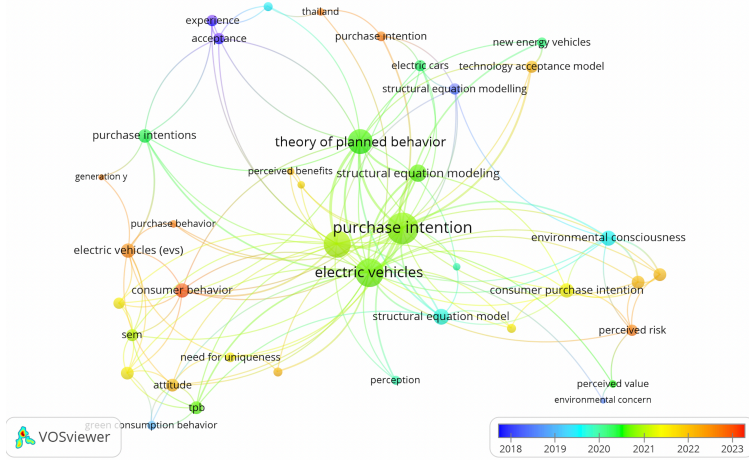 thailand
experience
purchase intention
acceptance
new energy vehicles
electric cars
technology acceptance model
structural equation modelling
purchase intentions
theory of planned behavior
perceived benefits
structural equation modeling
generation y
purchase behavior
purchase intention
environmental consciousness
electric vehicles (evs)
electric vehicles
consumer behavior
consumer purchase intention
structural equation model
perceived risk
sem
need for uniqueness
perception
attitude
perceived value
environmental concern
tpb
green consumption behavior
VOSviewer
2018 2019 2020 2021 2022 2023